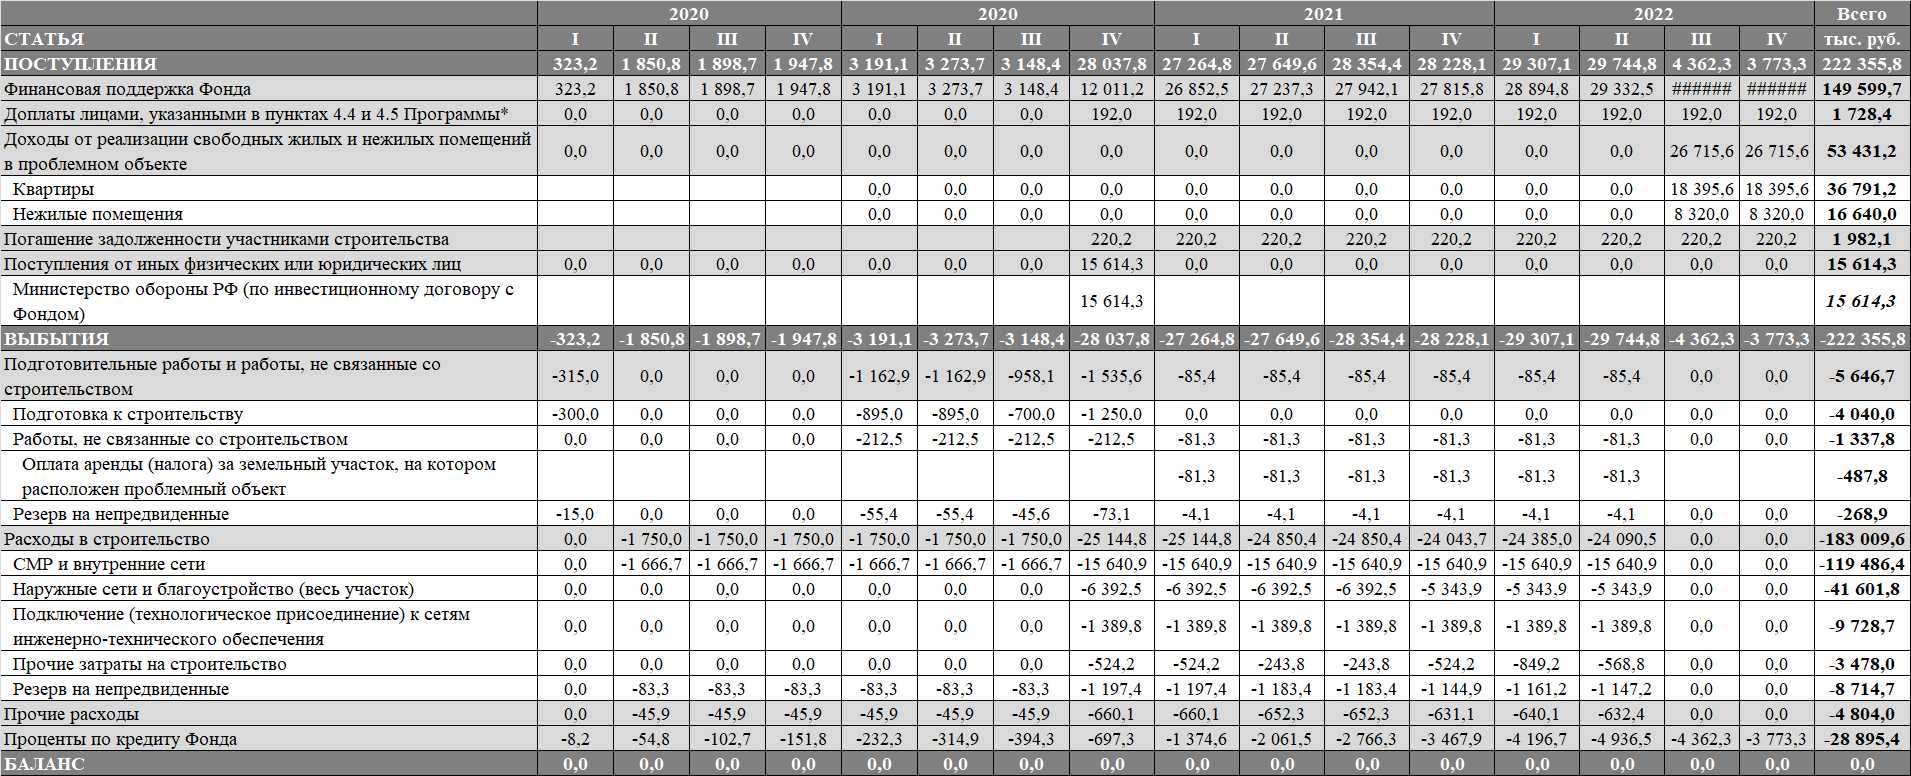 2020 2020 2021 2022 Всего
СТАТЬЯ I II III IV I II III IV I II III IV I II III IV тыс. руб.
ПОСТУПЛЕНИЯ 323,2 1 850,8 1 898,7 1 947,8 3 191,1 3 273,7 3 148,4 28 037,8 27 264,8 27 649,6 28 354,4 28 228,1 29 307,1 29 744,8 4 362,3 3 773,3 222 355,8
Финансовая поддержка Фонда 323,2 1 850,8 1 898,7 1 947,8 3 191,1 3 273,7 3 148,4 12 011,2 26 852,5 27 237,3 27 942,1 27 815,8 28 894,8 29 332,5 ###### ###### 149 599,7
Доплаты лицами, указанными в пунктах 4.4 и 4.5 Программы* 0,0 0,0 0,0 0,0 0,0 0,0 0,0 192,0 192,0 192,0 192,0 192,0 192,0 192,0 192,0 192,0 1 728,4
Доходы от реализации свободных жилых и нежилых помещений
в проблемном объекте 0,0 0,0 0,0 0,0 0,0 0,0 0,0 0,0 0,0 0,0 0,0 0,0 0,0 0,0 26 715,6 26 715,6 53 431,2
Квартиры 0,0 0,0 0,0 0,0 0,0 0,0 0,0 0,0 0,0 0,0 18 395,6 18 395,6 36 791,2
Нежилые помещения 0,0 0,0 0,0 0,0 0,0 0,0 0,0 0,0 0,0 0,0 8 320,0 8 320,0 16 640,0
Погашение задолженности участниками строительства 220,2 220,2 220,2 220,2 220,2 220,2 220,2 220,2 220,2 1 982,1
Поступления от иных физических или юридических лиц 0,0 0,0 0,0 0,0 0,0 0,0 0,0 15 614,3 0,0 0,0 0,0 0,0 0,0 0,0 0,0 0,0 15 614,3
Министерство обороны РФ (по инвестиционному договору с
Фондом) 15 614,3 15 614,3
ВЫБЫТИЯ -323,2 -1 850,8 -1 898,7 -1 947,8 -3 191,1 -3 273,7 -3 148,4 -28 037,8 -27 264,8 -27 649,6 -28 354,4 -28 228,1 -29 307,1 -29 744,8 -4 362,3 -3 773,3 -222 355,8
Подготовительные работы и работы, не связанные со
строительством -315,0 0,0 0,0 0,0 -1 162,9 -1 162,9 -958,1 -1 535,6 -85,4 -85,4 -85,4 -85,4 -85,4 -85,4 0,0 0,0 -5 646,7
Подготовка к строительству -300,0 0,0 0,0 0,0 -895,0 -895,0 -700,0 -1 250,0 0,0 0,0 0,0 0,0 0,0 0,0 0,0 0,0 -4 040,0
Работы, не связанные со строительством 0,0 0,0 0,0 0,0 -212,5 -212,5 -212,5 -212,5 -81,3 -81,3 -81,3 -81,3 -81,3 -81,3 0,0 0,0 -1 337,8
Оплата аренды (налога) за земельный участок, на котором
расположен проблемный объект -81,3 -81,3 -81,3 -81,3 -81,3 -81,3 -487,8
Резерв на непредвиденные -15,0 0,0 0,0 0,0 -55,4 -55,4 -45,6 -73,1 -4,1 -4,1 -4,1 -4,1 -4,1 -4,1 0,0 0,0 -268,9
Расходы в строительство 0,0 -1 750,0 -1 750,0 -1 750,0 -1 750,0 -1 750,0 -1 750,0 -25 144,8 -25 144,8 -24 850,4 -24 850,4 -24 043,7 -24 385,0 -24 090,5 0,0 0,0 -183 009,6
СМР и внутренние сети 0,0 -1 666,7 -1 666,7 -1 666,7 -1 666,7 -1 666,7 -1 666,7 -15 640,9 -15 640,9 -15 640,9 -15 640,9 -15 640,9 -15 640,9 -15 640,9 0,0 0,0 -119 486,4
Наружные сети и благоустройство (весь участок) 0,0 0,0 0,0 0,0 0,0 0,0 0,0 -6 392,5 -6 392,5 -6 392,5 -6 392,5 -5 343,9 -5 343,9 -5 343,9 0,0 0,0 -41 601,8
Подключение (технологическое присоединение) к сетям
инженерно-технического обеспечения 0,0 0,0 0,0 0,0 0,0 0,0 0,0 -1 389,8 -1 389,8 -1 389,8 -1 389,8 -1 389,8 -1 389,8 -1 389,8 0,0 0,0 -9 728,7
Прочие затраты на строительство 0,0 0,0 0,0 0,0 0,0 0,0 0,0 -524,2 -524,2 -243,8 -243,8 -524,2 -849,2 -568,8 0,0 0,0 -3 478,0
Резерв на непредвиденные 0,0 -83,3 -83,3 -83,3 -83,3 -83,3 -83,3 -1 197,4 -1 197,4 -1 183,4 -1 183,4 -1 144,9 -1 161,2 -1 147,2 0,0 0,0 -8 714,7
Прочие расходы 0,0 -45,9 -45,9 -45,9 -45,9 -45,9 -45,9 -660,1 -660,1 -652,3 -652,3 -631,1 -640,1 -632,4 0,0 0,0 -4 804,0
Проценты по кредиту Фонда -8,2 -54,8 -102,7 -151,8 -232,3 -314,9 -394,3 -697,3 -1 374,6 -2 061,5 -2 766,3 -3 467,9 -4 196,7 -4 936,5 -4 362,3 -3 773,3 -28 895,4
БАЛАНС 0,0 0,0 0,0 0,0 0,0 0,0 0,0 0,0 0,0 0,0 0,0 0,0 0,0 0,0 0,0 0,0 0,0